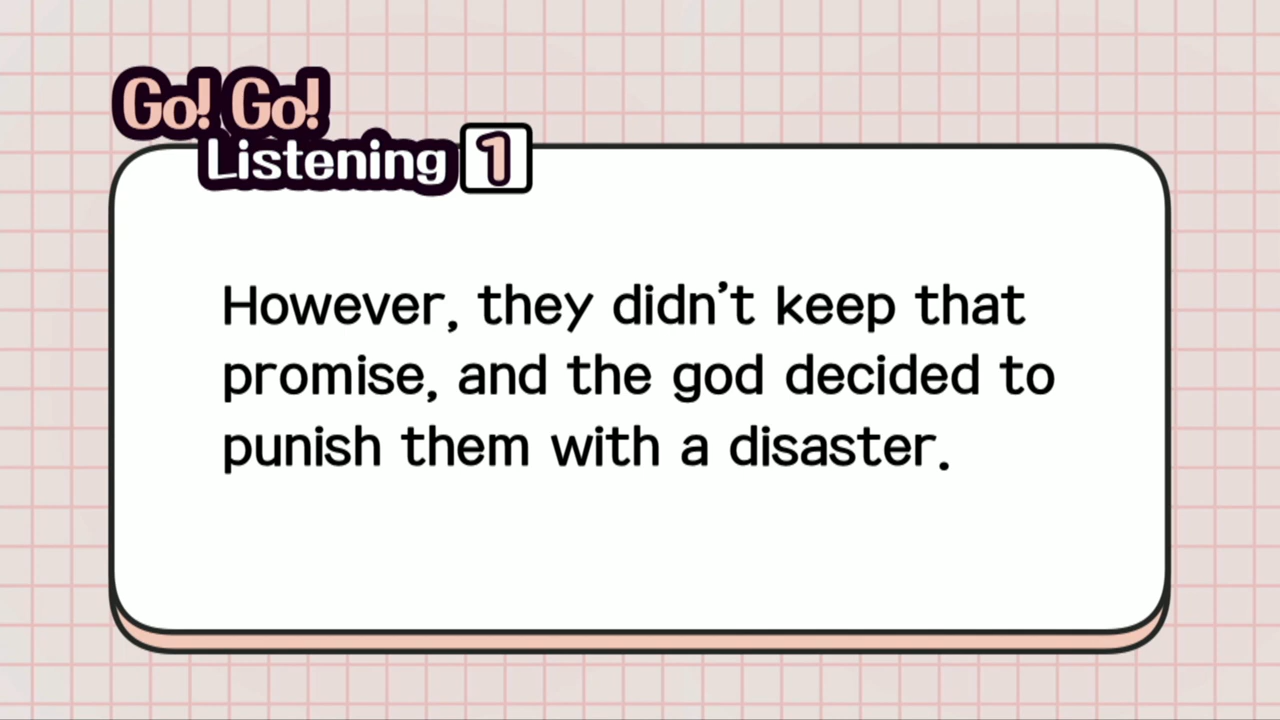 Go! Go!
Listening 1
However, they didn’t keep that
promise, and the god decided to
punish them with a disaster.